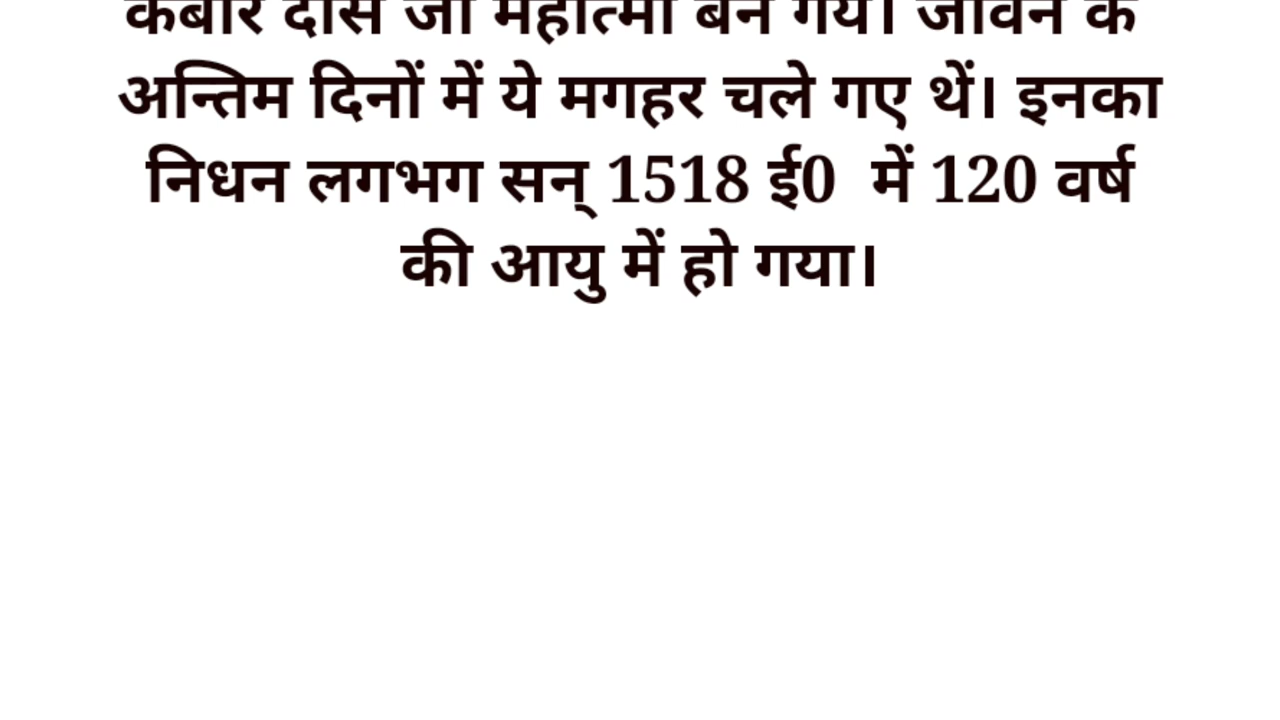 कबीर दास जी महात्मा बन गये। जीवन के
अन्तिम दिनों में ये मगहर चले गए थें। इनका
निधन लगभग सन् 1518 ई0 में 120 वर्ष
की आयु में हो गया।